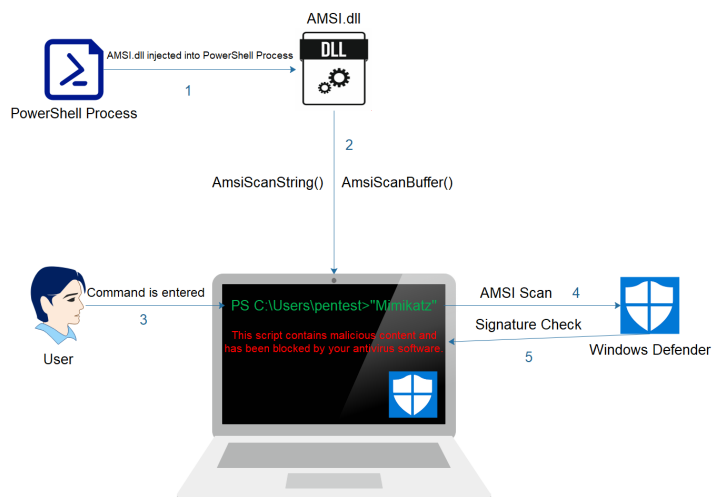 AMSI.dll
DLL
AMSI.dll injected into PowerShell Process
1
PowerShell Process
2
AmsiScanString() AmsiScanBuffer()
Command is entered
3
User
PS C:\Users\pentest>"Mimikatz"
This script contains malicious content and
has been blocked by your antivirus software.
AMSI Scan 4
Signature Check
5
Windows Defender